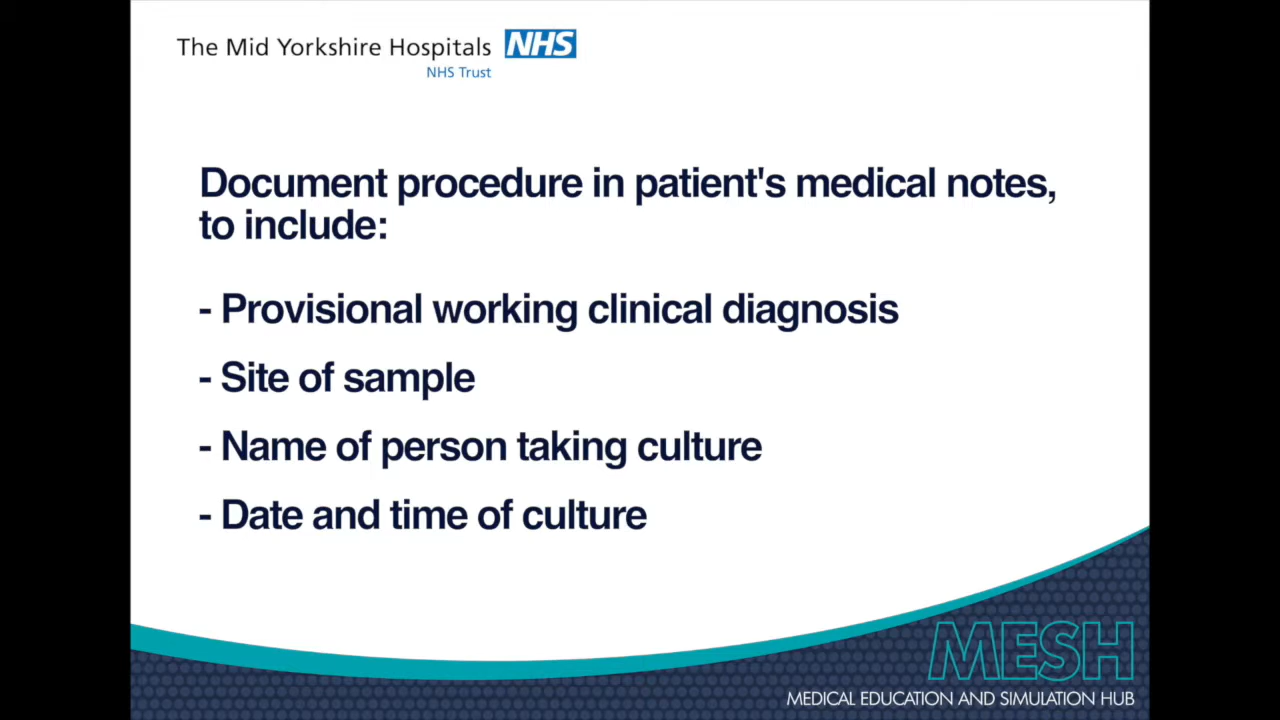 The Mid Yorkshire Hospitals NHS
NHS Trust
Document procedure in patient's medical notes,
to include:
- Provisional working clinical diagnosis
- Site of sample
- Name of person taking culture
- Date and time of culture
MESH
MEDICAL EDUCATION AND SIMULATION HUB